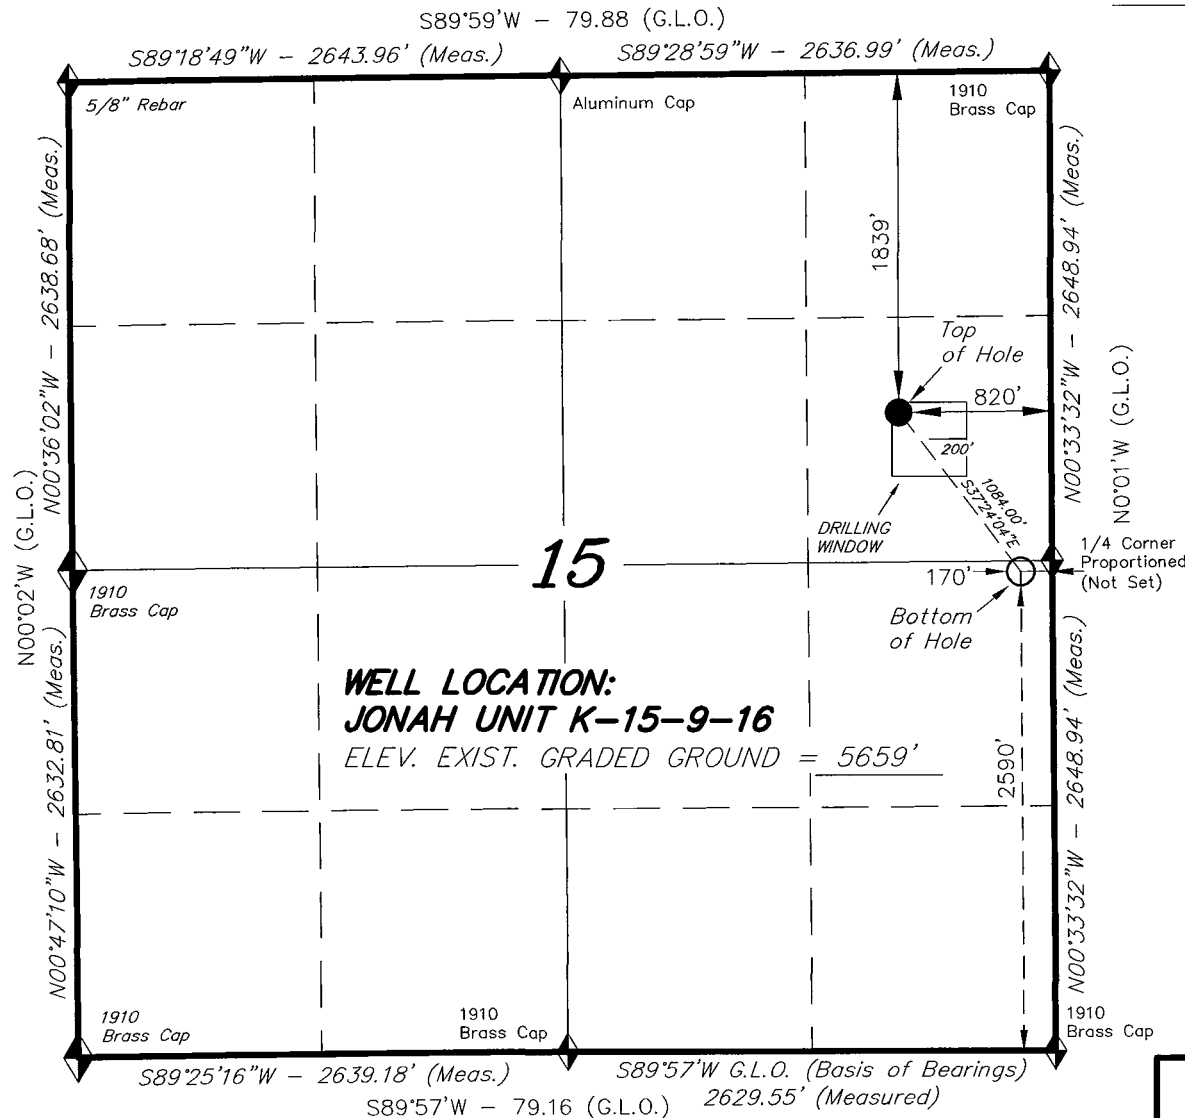 S89°59'W - 79.88 (G.L.O.)
S89°18'49"W - 2643.96' (Meas.)
S89°28'59"W - 2636.99' (Meas.)
5/8" Rebar
Aluminum Cap
1910
Brass Cap
N00°36'02"W - 2638.68' (Meas.)
N00°33'32"W - 2648.94' (Meas.)
1839'
Top
of Hole
820'
200'
N00°02'W (G.L.O.)
N0°01'W (G.L.O.)
1084.00'
S37°24'04"E
DRILLING
WINDOW
15
1/4 Corner
Proportioned
(Not Set)
170'
1910
Brass Cap
Bottom
of Hole
WELL LOCATION:
JONAH UNIT K-15-9-16
ELEV. EXIST. GRADED GROUND = 5659'
N00°47'10"W - 2632.81' (Meas.)
2590'
N00°33'32"W - 2648.94' (Meas.)
1910
Brass Cap
1910
Brass Cap
1910
Brass Cap
S89°25'16"W - 2639.18' (Meas.)
S89°57'W G.L.O. (Basis of Bearings)
2629.55' (Measured)
S89°57'W - 79.16 (G.L.O.)